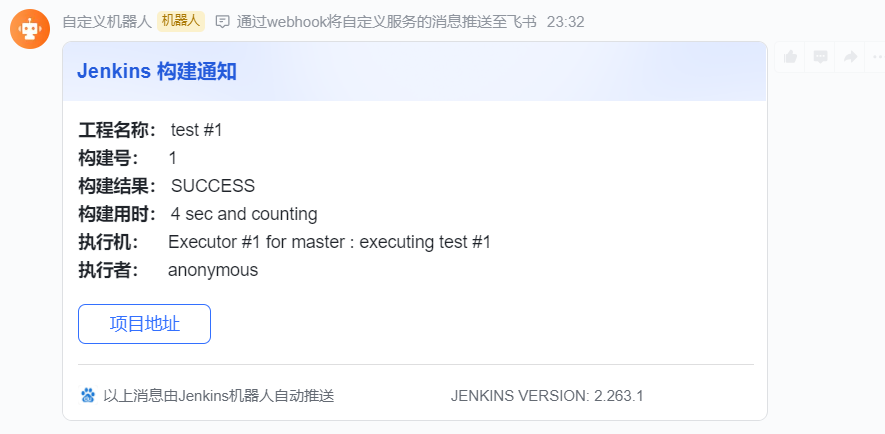 自定义机器人 机器人 通过webhook将自定义服务的消息推送至飞书 23:32
Jenkins 构建通知
工程名称： test #1
构建号： 1
构建结果： SUCCESS
构建用时： 4 sec and counting
执行机： Executor #1 for master : executing test #1
执行者： anonymous
项目地址
以上消息由Jenkins机器人自动推送 JENKINS VERSION: 2.263.1